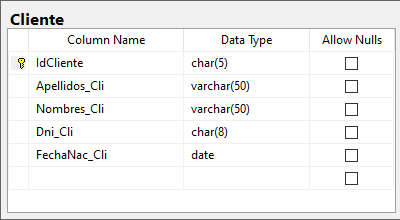 Cliente
Column Name Data Type Allow Nulls
IdCliente char(5)
Apellidos_Cli varchar(50)
Nombres_Cli varchar(50)
Dni_Cli char(8)
FechaNac_Cli date